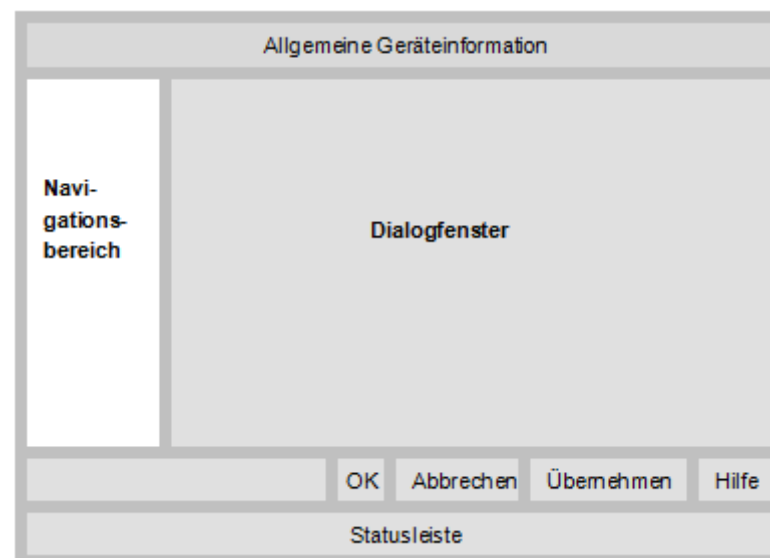 Allgemeine Geräteinformation
Navi-
gations-
bereich
Dialogfenster
OK Abbrechen Übernehmen Hilfe
Statusleiste